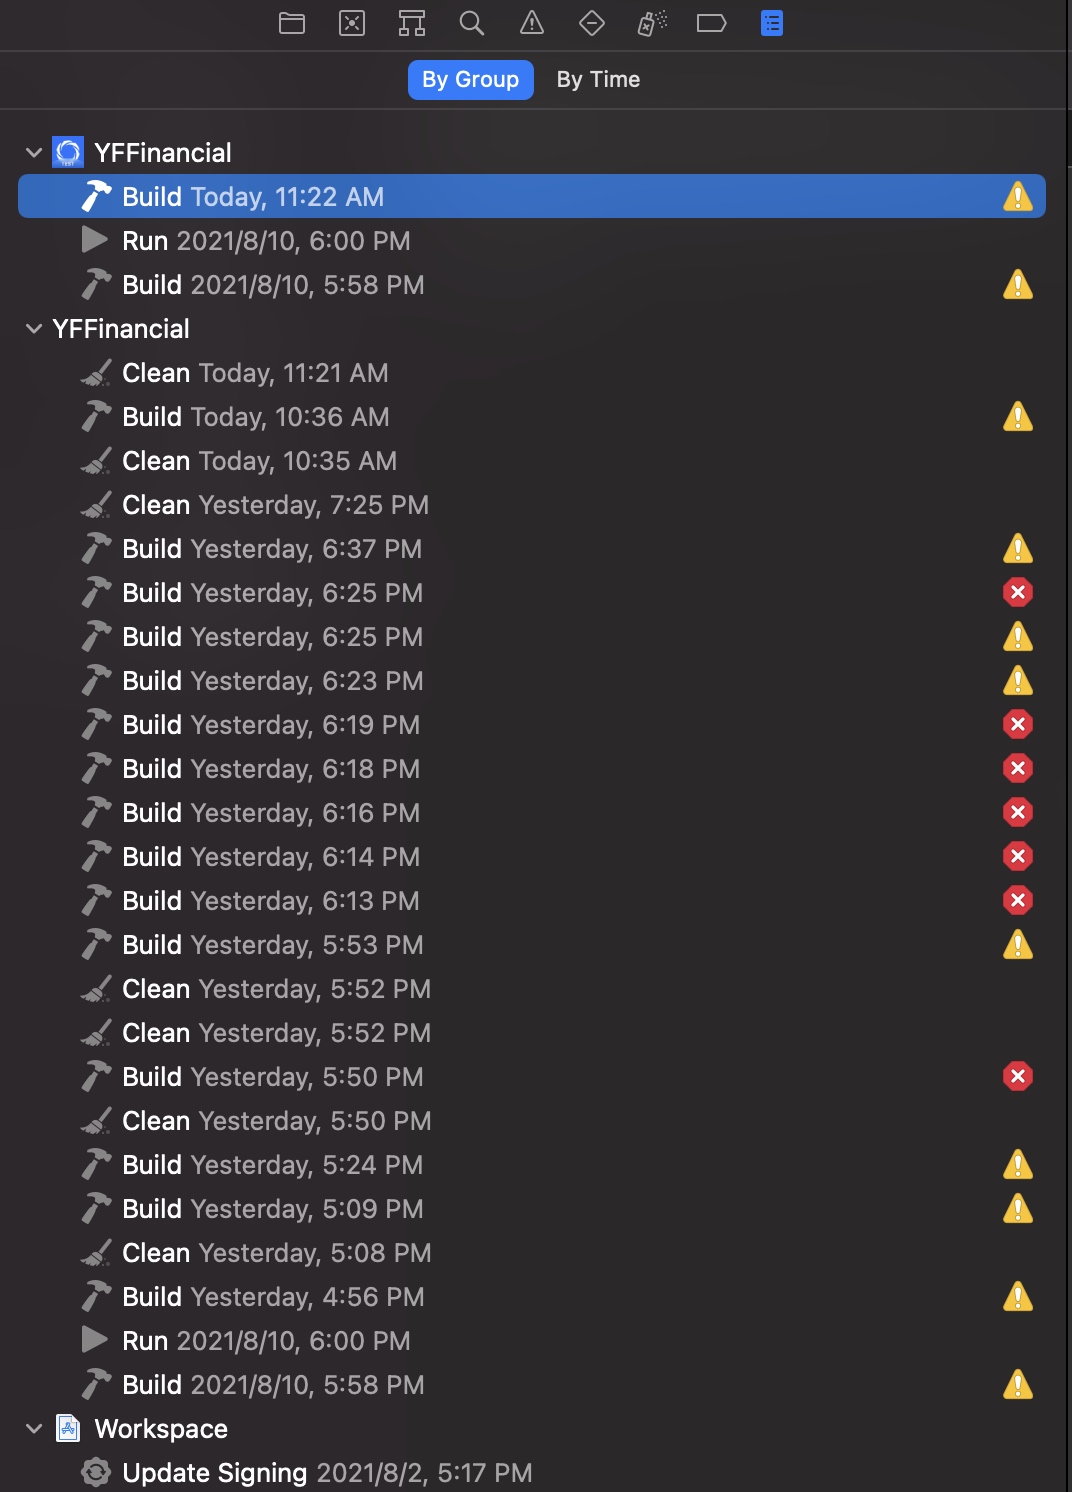 By Group By Time
YFFinancial
Build Today, 11:22 AM
Run 2021/8/10, 6:00 PM
Build 2021/8/10, 5:58 PM
YFFinancial
Clean Today, 11:21 AM
Build Today, 10:36 AM
Clean Today, 10:35 AM
Clean Yesterday, 7:25 PM
Build Yesterday, 6:37 PM
Build Yesterday, 6:25 PM
Build Yesterday, 6:25 PM
Build Yesterday, 6:23 PM
Build Yesterday, 6:19 PM
Build Yesterday, 6:18 PM
Build Yesterday, 6:16 PM
Build Yesterday, 6:14 PM
Build Yesterday, 6:13 PM
Build Yesterday, 5:53 PM
Clean Yesterday, 5:52 PM
Clean Yesterday, 5:52 PM
Build Yesterday, 5:50 PM
Clean Yesterday, 5:50 PM
Build Yesterday, 5:24 PM
Build Yesterday, 5:09 PM
Clean Yesterday, 5:08 PM
Build Yesterday, 4:56 PM
Run 2021/8/10, 6:00 PM
Build 2021/8/10, 5:58 PM
Workspace
Update Signing 2021/8/2, 5:17 PM